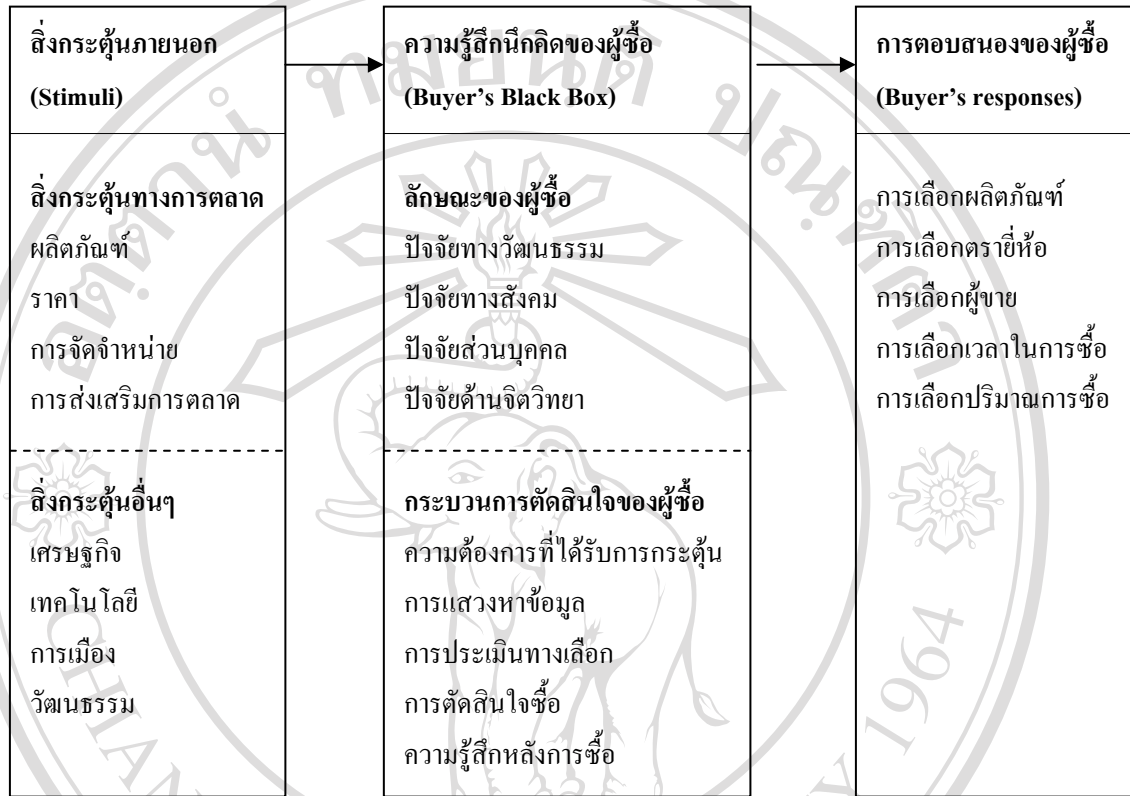 สิ่งกระตุ้นภายนอก
(Stimuli)
สิ่งกระตุ้นทางการตลาด
ผลิตภัณฑ์
ราคา
การจัดจำหน่าย
การส่งเสริมการตลาด
สิ่งกระตุ้นอื่นๆ
เศรษฐกิจ
เทคโนโลยี
การเมือง
วัฒนธรรม
ความรู้สึกนึกคิดของผู้ซื้อ
(Buyer's Black Box)
ลักษณะของผู้ซื้อ
ปัจจัยทางวัฒนธรรม
ปัจจัยทางสังคม
ปัจจัยส่วนบุคคล
ปัจจัยด้านจิตวิทยา
กระบวนการตัดสินใจของผู้ซื้อ
ความต้องการที่ได้รับการกระตุ้น
การแสวงหาข้อมูล
การประเมินทางเลือก
การตัดสินใจซื้อ
ความรู้สึกหลังการซื้อ
การตอบสนองของผู้ซื้อ
(Buyer's responses)
การเลือกผลิตภัณฑ์
การเลือกตรายี่ห้อ
การเลือกผู้ขาย
การเลือกเวลาในการซื้อ
การเลือกปริมาณการซื้อ
1964